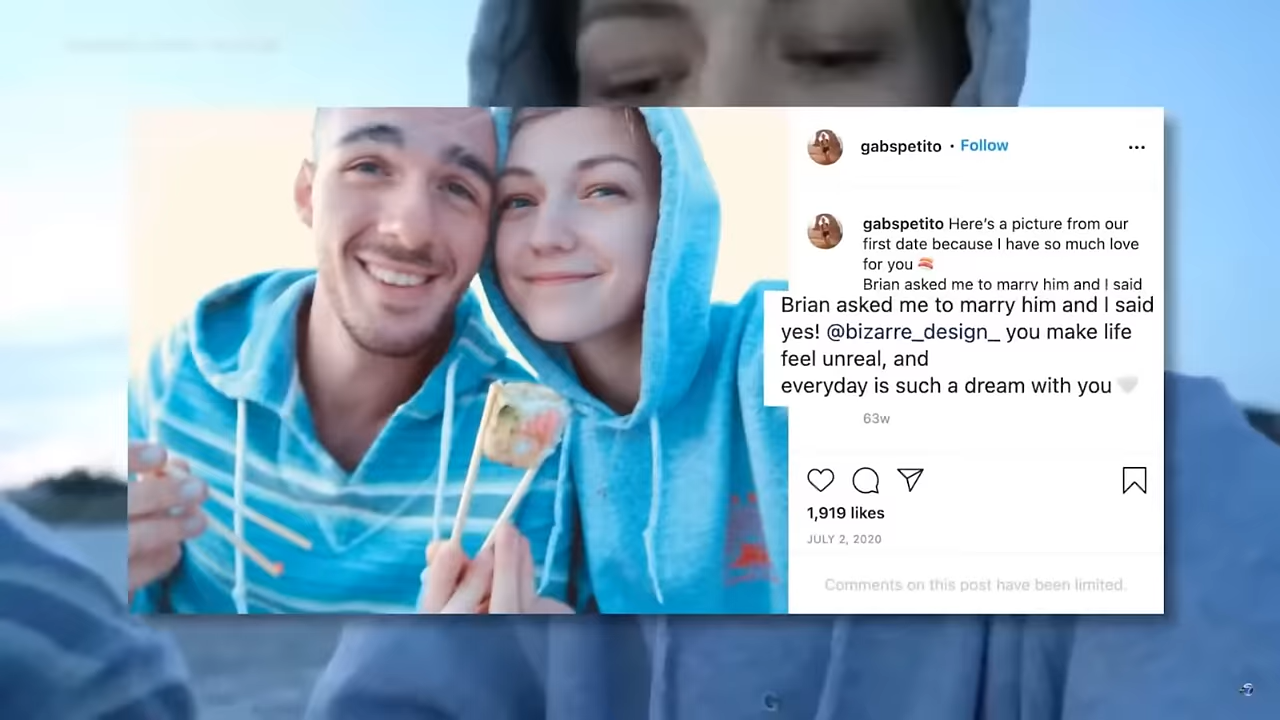 gabspetito • Follow
gabspetito Here's a picture from our
first date because I have so much love
for you 🍣
Brian asked me to marry him and I said
Brian asked me to marry him and I said
yes! @bizarre_design_ you make life
feel unreal, and
everyday is such a dream with you 🤍
63w
1,919 likes
JULY 2, 2020
Comments on this post have been limited.